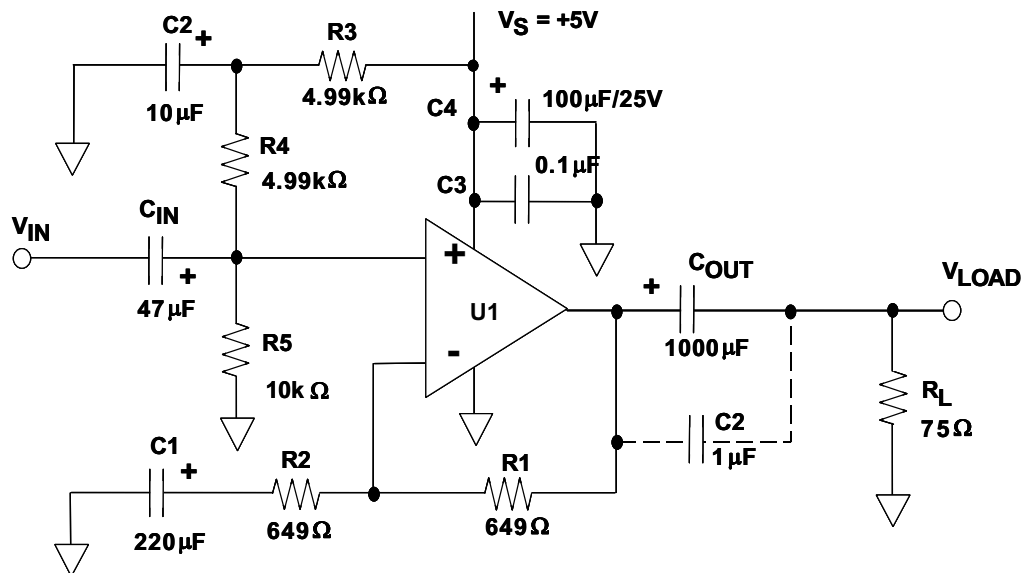 C2
+
R3
VS = +5V
4.99kΩ
10μF
+
100μF/25V
C4
R4
4.99kΩ
0.1μF
C3
VIN
CIN
+
47μF
+
U1
-
+
COUT
1000μF
VLOAD
R5
10k Ω
RL
75Ω
C2
1μF
C1
+
R2
R1
220μF
649Ω
649Ω